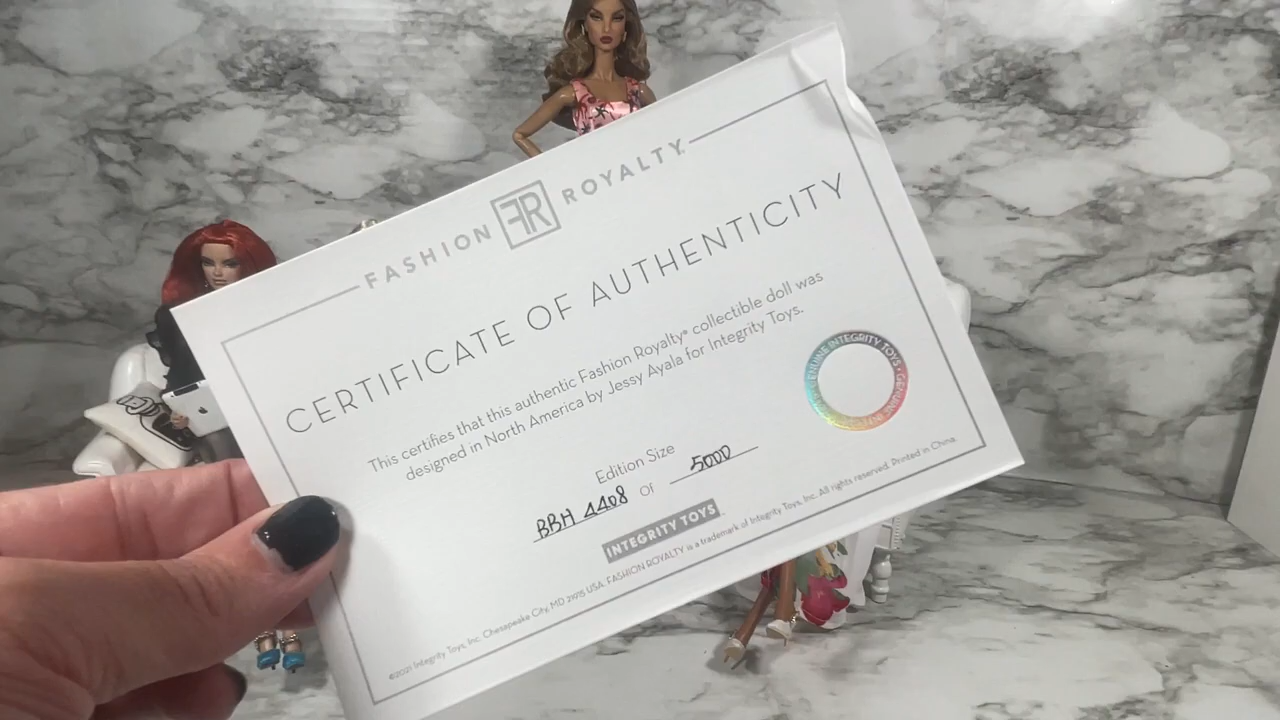 FASHION FR ROYALTY
CERTIFICATE OF AUTHENTICITY
This certifies that this authentic Fashion Royalty® collectible doll was
designed in North America by Jessy Ayala for Integrity Toys.
GENUINE INTEGRITY TOYS • GENUINE INTEGRITY
Edition Size
BBH 4408 of 5000
INTEGRITY TOYS
©2021 Integrity Toys, Inc. Chesapeake City, MD 21915 USA. FASHION ROYALTY is a trademark of Integrity Toys, Inc. All rights reserved. Printed in China.